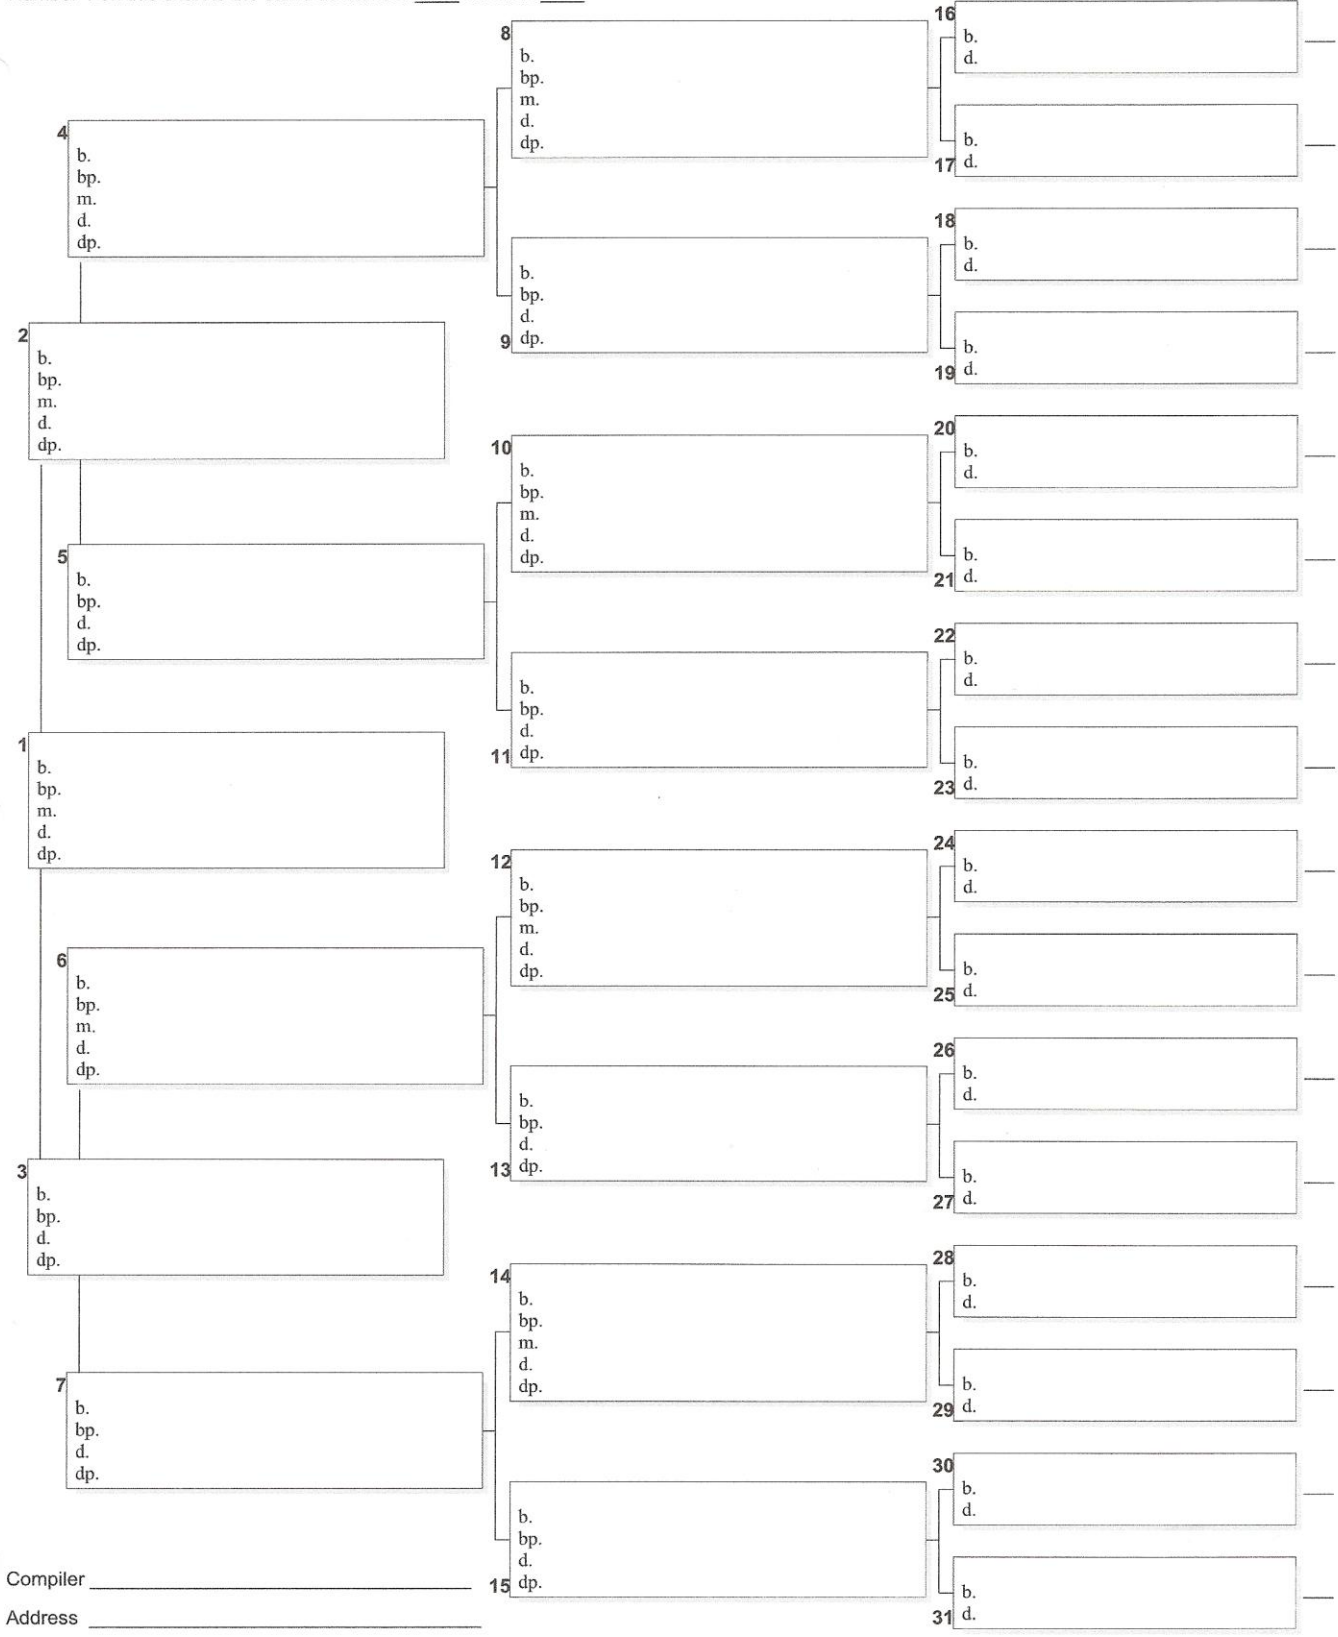 8
b.
bp.
m.
d.
dp.
4
b.
bp.
m.
d.
dp.
b.
bp.
d.
9 dp.
2
b.
bp.
m.
d.
dp.
10
b.
bp.
m.
d.
dp.
5
b.
bp.
d.
dp.
b.
bp.
d.
11 dp.
1
b.
bp.
m.
d.
dp.
12
b.
bp.
m.
d.
dp.
6
b.
bp.
m.
d.
dp.
b.
bp.
d.
13 dp.
3
b.
bp.
d.
dp.
14
b.
bp.
m.
d.
dp.
7
b.
bp.
d.
dp.
b.
bp.
d.
15 dp.
16
b.
d.
b.
17 d.
18
b.
d.
b.
19 d.
20
b.
d.
b.
21 d.
22
b.
d.
b.
23 d.
24
b.
d.
b.
25 d.
26
b.
d.
b.
27 d.
28
b.
d.
b.
29 d.
30
b.
d.
b.
31 d.
Compiler
Address